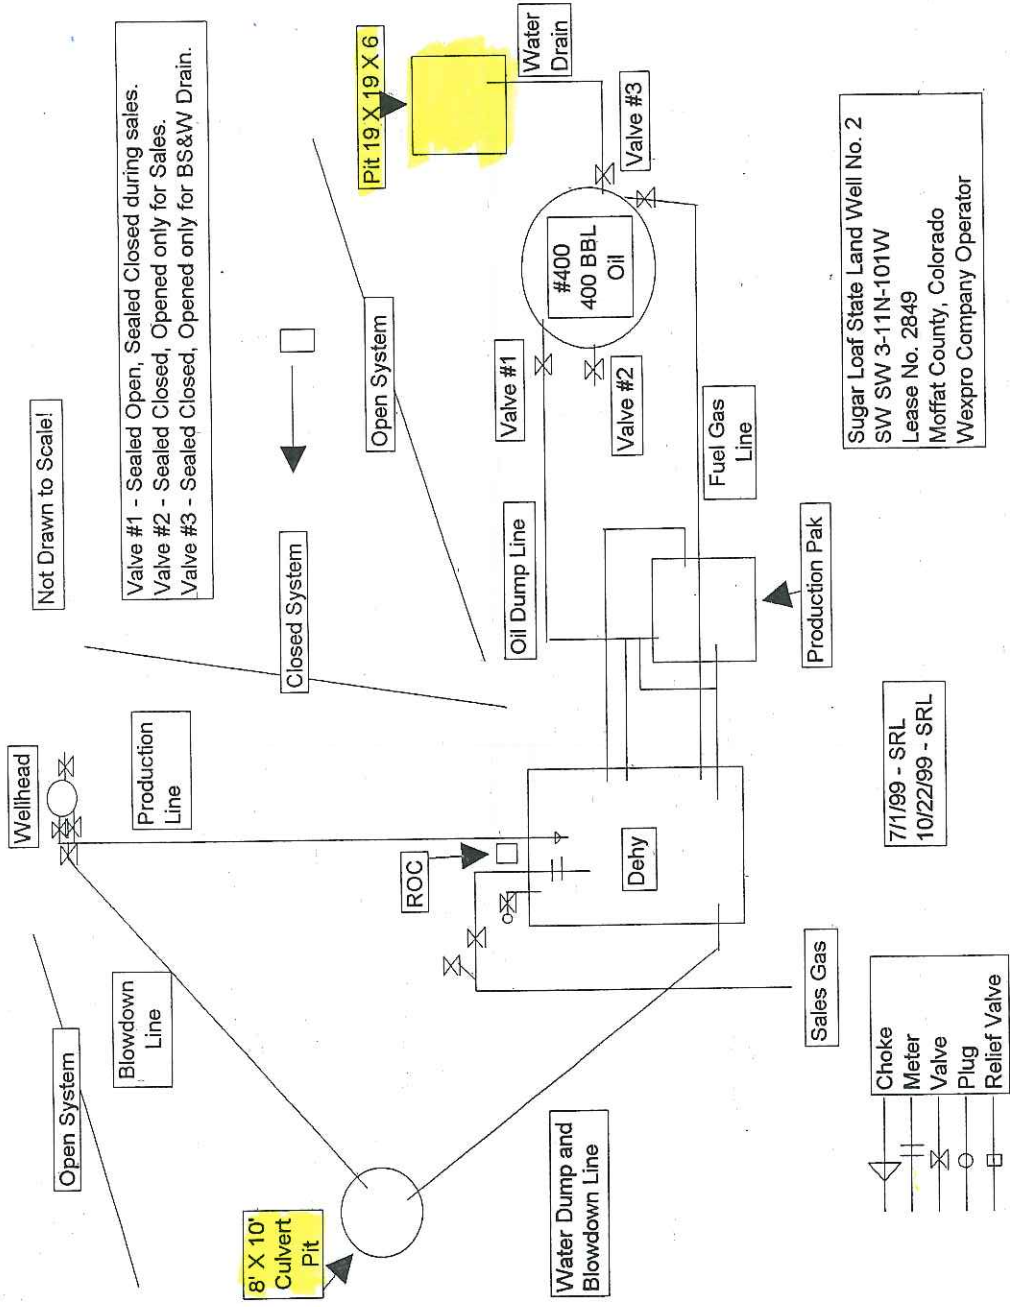 Not Drawn to Scale!
Valve #1 - Sealed Open, Sealed Closed during sales.
Valve #2 - Sealed Closed, Opened only for Sales.
Valve #3 - Sealed Closed, Opened only for BS&W Drain.
Wellhead
Production
Line
Closed System
Open System
Pit 19 X 19 X 6
Water
Drain
Open System
Blowdown
Line
8' X 10'
Culvert
Pit
ROC
Dehy
Oil Dump Line
Valve #1
Valve #2
Valve #3
#400
400 BBL
Oil
Fuel Gas
Line
Production Pak
Water Dump and
Blowdown Line
Sales Gas
7/1/99 - SRL
10/22/99 - SRL
Sugar Loaf State Land Well No. 2
SW SW 3-11N-101W
Lease No. 2849
Moffat County, Colorado
Wexpro Company Operator
Choke
Meter
Valve
Plug
Relief Valve